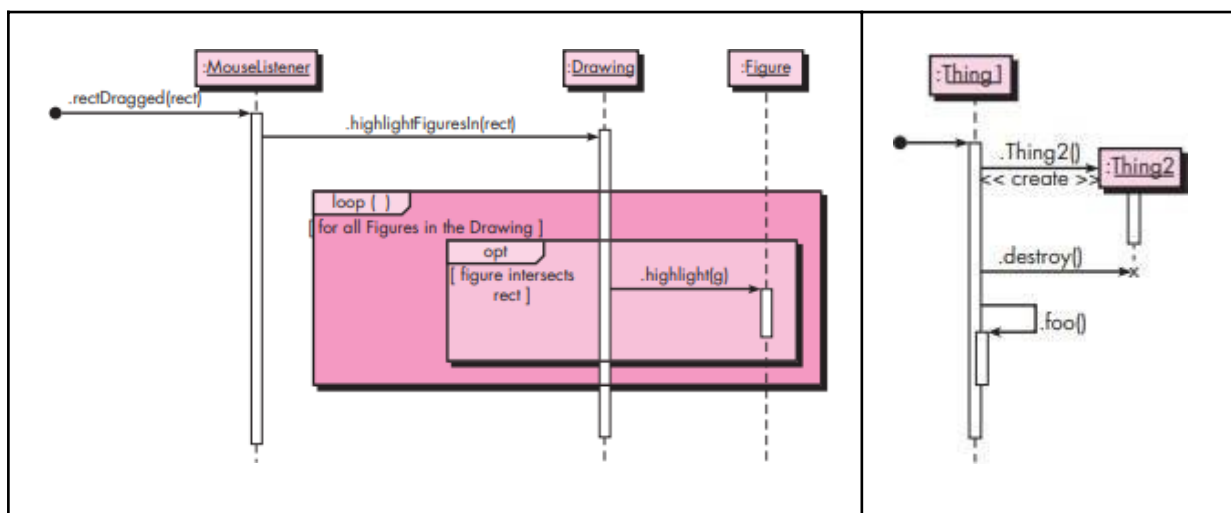 :MouseListener
:Drawing
:Figure
.rectDragged(rect)
.highlightFiguresIn(rect)
loop ( )
[ for all Figures in the Drawing ]
opt
[ figure intersects
rect ]
.highlight(g)
:Thing1
.Thing2()
<< create >>
:Thing2
.destroy()
x
.foo()